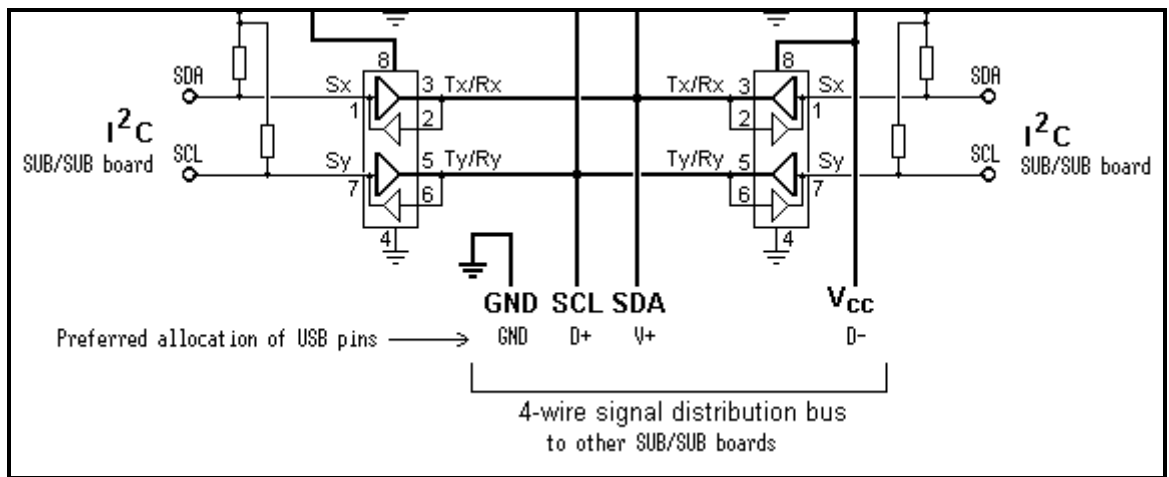 8
8
SDA
Sx
3
Tx/Rx
Tx/Rx
3
Sx
SDA
1
2
2
1
I²C
I²C
SUB/SUB board
SCL
Sy
5
Ty/Ry
Ty/Ry
5
Sy
SCL
SUB/SUB board
7
6
6
7
4
4
GND SCL SDA Vcc
Preferred allocation of USB pins GND D+ V+ D-
4-wire signal distribution bus
to other SUB/SUB boards